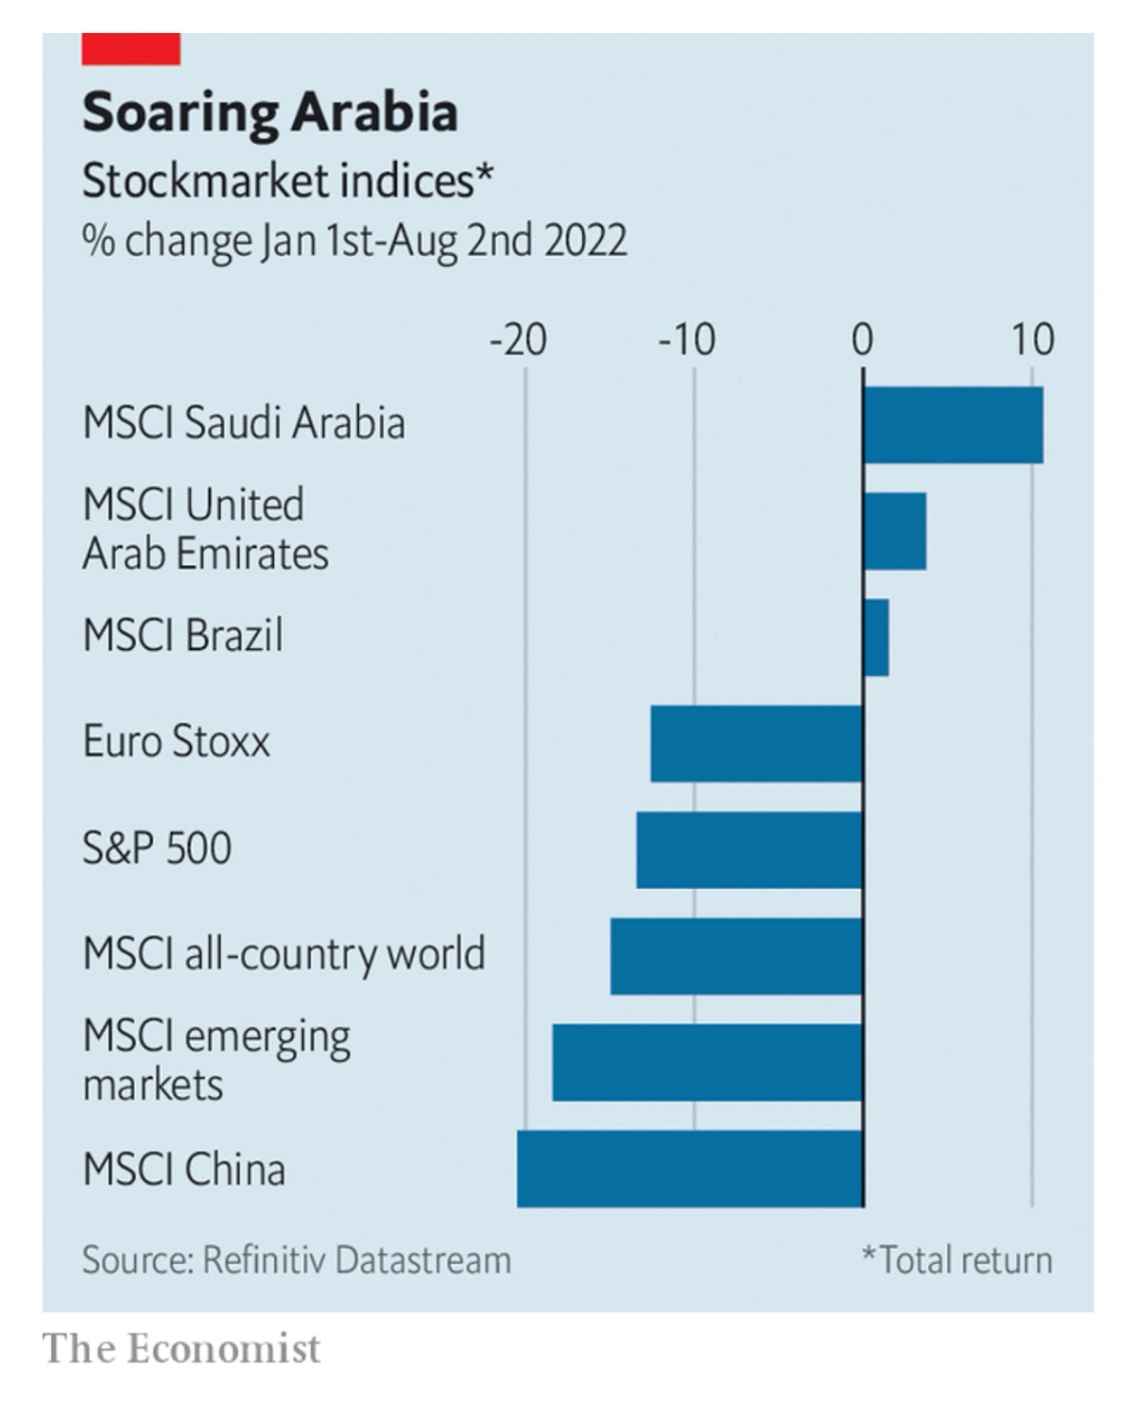 Soaring Arabia
Stockmarket indices*
% change Jan 1st-Aug 2nd 2022
-20 -10 0 10
MSCI Saudi Arabia
MSCI United
Arab Emirates
MSCI Brazil
Euro Stoxx
S&P 500
MSCI all-country world
MSCI emerging
markets
MSCI China
Source: Refinitiv Datastream *Total return
The Economist